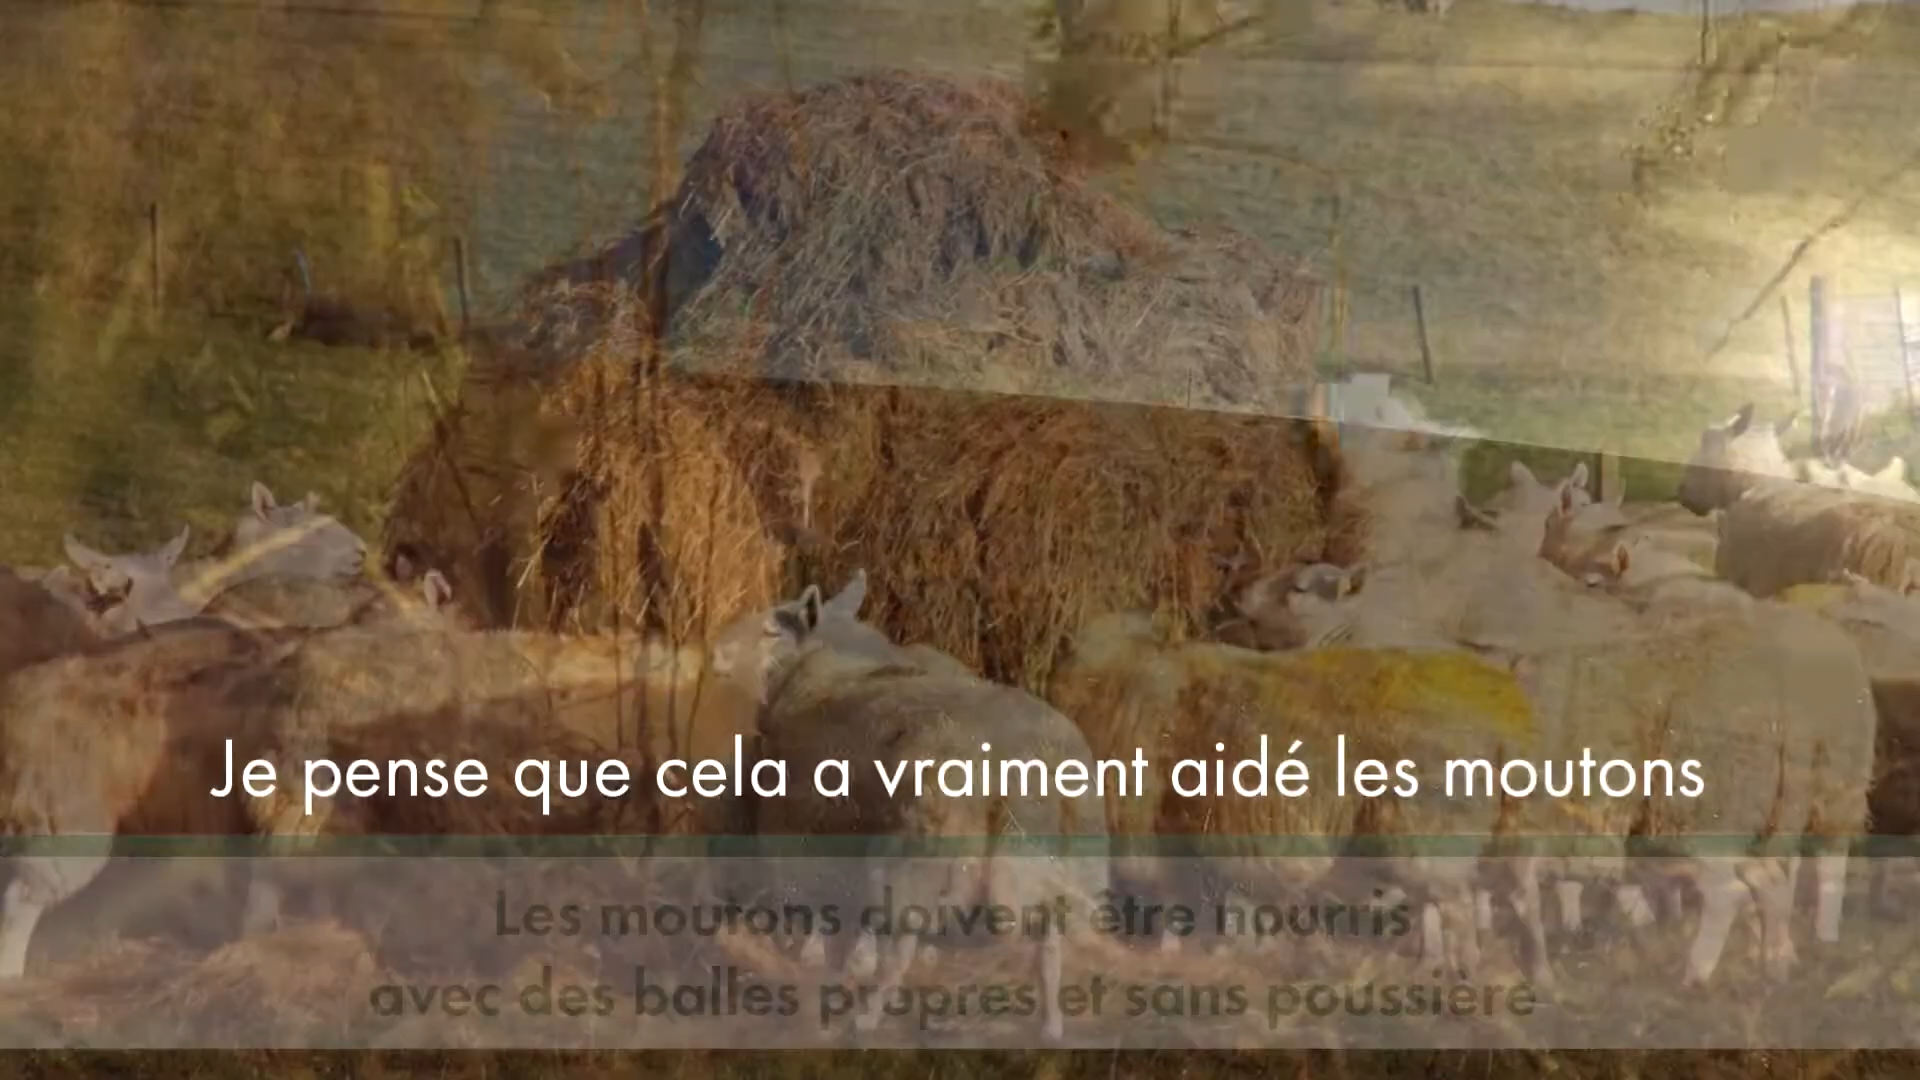 Je pense que cela a vraiment aidé les moutons
Les moutons doivent être nourris
avec des balles propres et sans poussière